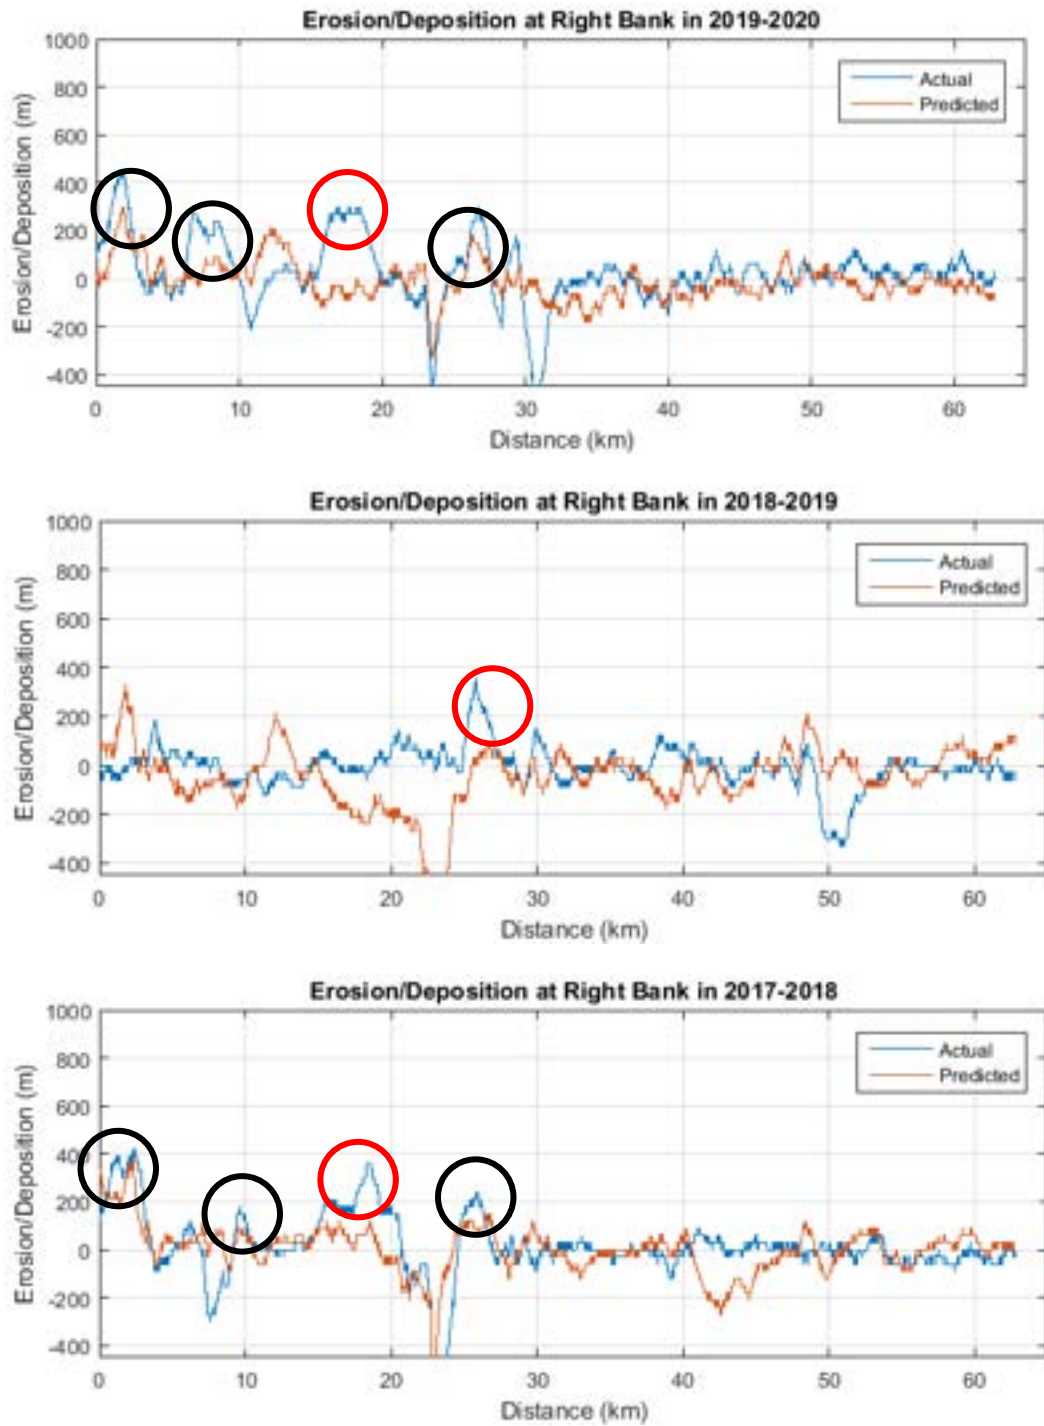 Erosion/Deposition at Right Bank in 2019-2020
1000
800
600
400
200
0
-200
-400
Erosion/Deposition (m)
Actual
Predicted
0 10 20 30 40 50 60
Distance (km)
Erosion/Deposition at Right Bank in 2018-2019
1000
800
600
400
200
0
-200
-400
Erosion/Deposition (m)
Actual
Predicted
0 10 20 30 40 50 60
Distance (km)
Erosion/Deposition at Right Bank in 2017-2018
1000
800
600
400
200
0
-200
-400
Erosion/Deposition (m)
Actual
Predicted
0 10 20 30 40 50 60
Distance (km)